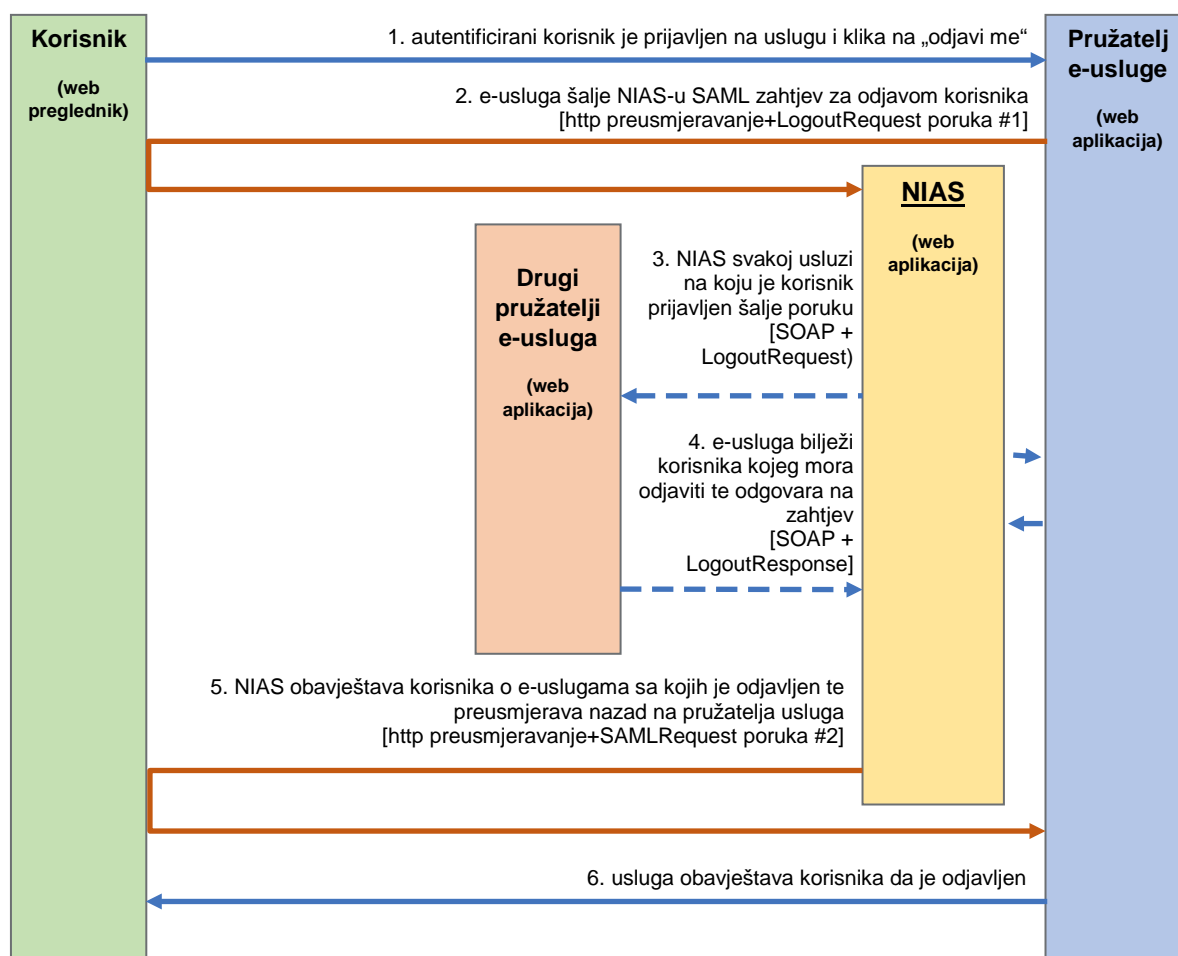 Korisnik
(web
preglednik)
1. autentificirani korisnik je prijavljen na uslugu i klika na „odjavi me“
Pružatelj
e-usluge
(web
aplikacija)
2. e-usluga šalje NIAS-u SAML zahtjev za odjavom korisnika
[http preusmjeravanje+LogoutRequest poruka #1]
NIAS
(web
aplikacija)
Drugi
pružatelji
e-usluga
(web
aplikacija)
3. NIAS svakoj usluzi
na koju je korisnik
prijavljen šalje poruku
[SOAP +
LogoutRequest)
4. e-usluga bilježi
korisnika kojeg mora
odjaviti te odgovara na
zahtjev
[SOAP +
LogoutResponse]
5. NIAS obavještava korisnika o e-uslugama sa kojih je odjavljen te
preusmjerava nazad na pružatelja usluga
[http preusmjeravanje+SAMLRequest poruka #2]
6. usluga obavještava korisnika da je odjavljen